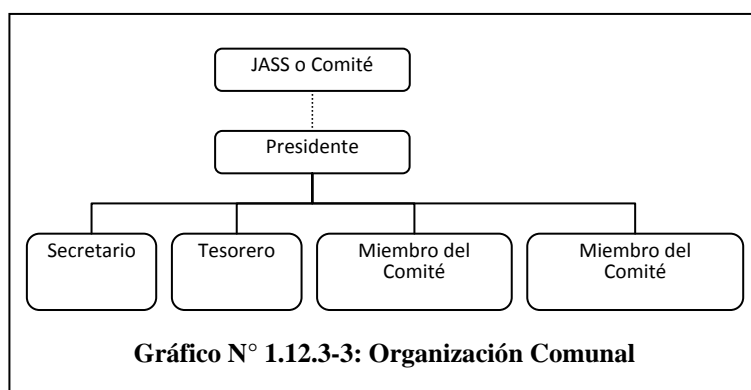 JASS o Comité
Presidente
Secretario
Tesorero
Miembro del
Comité
Miembro del
Comité
Gráfico N° 1.12.3-3: Organización Comunal